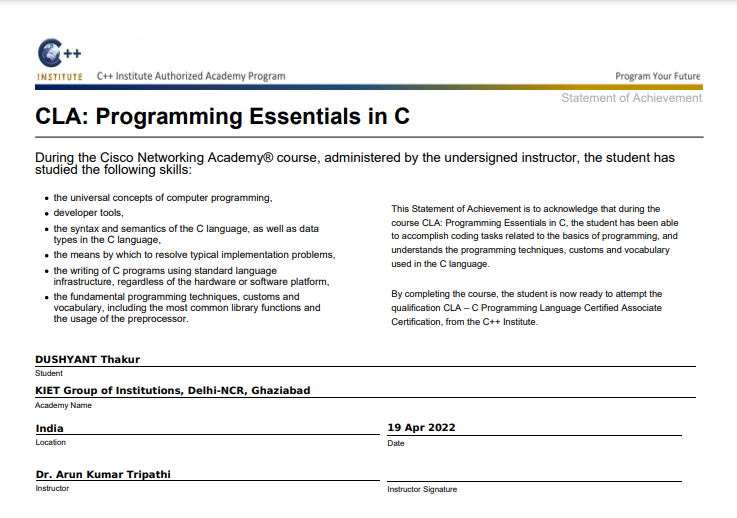 C++
INSTITUTE
C++ Institute Authorized Academy Program
Program Your Future
Statement of Achievement
CLA: Programming Essentials in C
During the Cisco Networking Academy® course, administered by the undersigned instructor, the student has
studied the following skills:
• the universal concepts of computer programming,
• developer tools,
• the syntax and semantics of the C language, as well as data
types in the C language,
• the means by which to resolve typical implementation problems,
• the writing of C programs using standard language
infrastructure, regardless of the hardware or software platform,
• the fundamental programming techniques, customs and
vocabulary, including the most common library functions and
the usage of the preprocessor.
This Statement of Achievement is to acknowledge that during the
course CLA: Programming Essentials in C, the student has been able
to accomplish coding tasks related to the basics of programming, and
understands the programming techniques, customs and vocabulary
used in the C language.
By completing the course, the student is now ready to attempt the
qualification CLA – C Programming Language Certified Associate
Certification, from the C++ Institute.
DUSHYANT Thakur
Student
KIET Group of Institutions, Delhi-NCR, Ghaziabad
Academy Name
India
Location
19 Apr 2022
Date
Dr. Arun Kumar Tripathi
Instructor
Instructor Signature